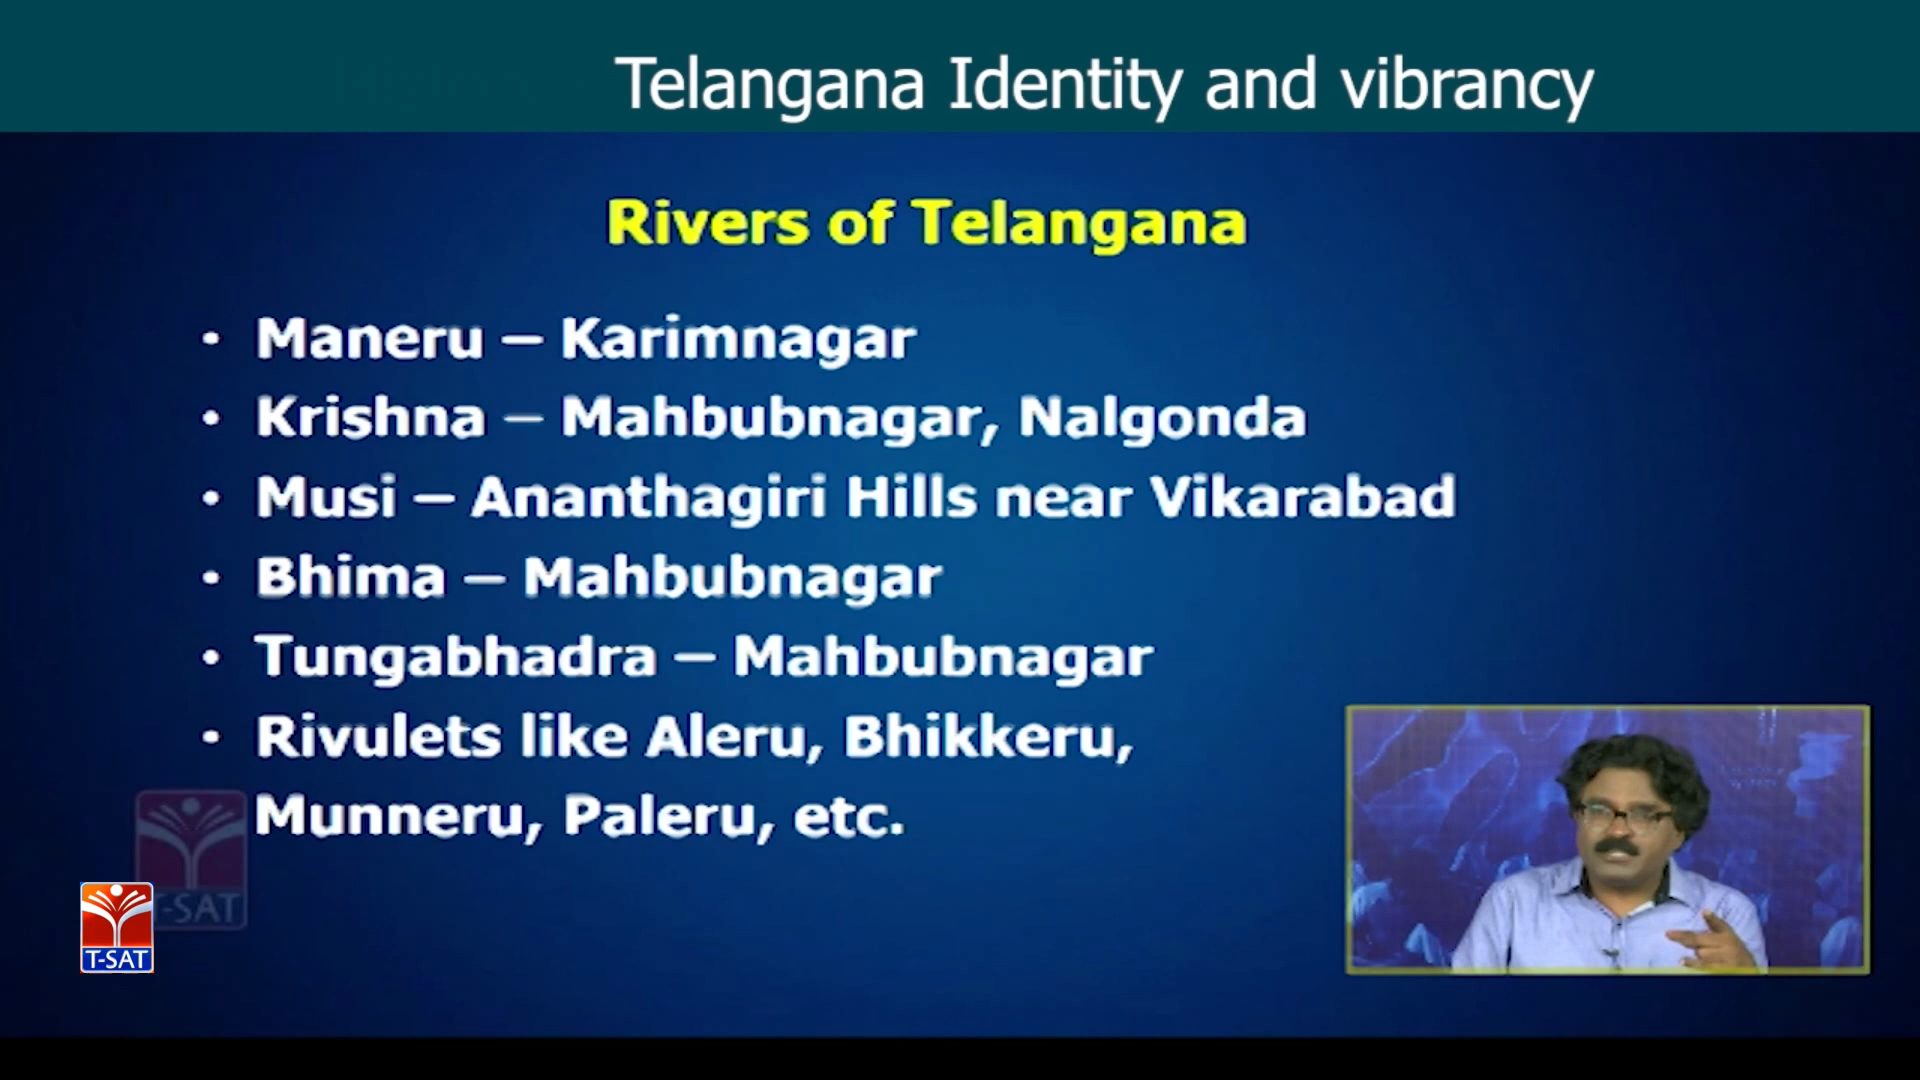 Telangana Identity and vibrancy
Rivers of Telangana
• Maneru – Karimnagar
• Krishna – Mahbubnagar, Nalgonda
• Musi – Ananthagiri Hills near Vikarabad
• Bhima – Mahbubnagar
• Tungabhadra – Mahbubnagar
• Rivulets like Aleru, Bhikkeru,
Munneru, Paleru, etc.
T-SAT
T-SAT